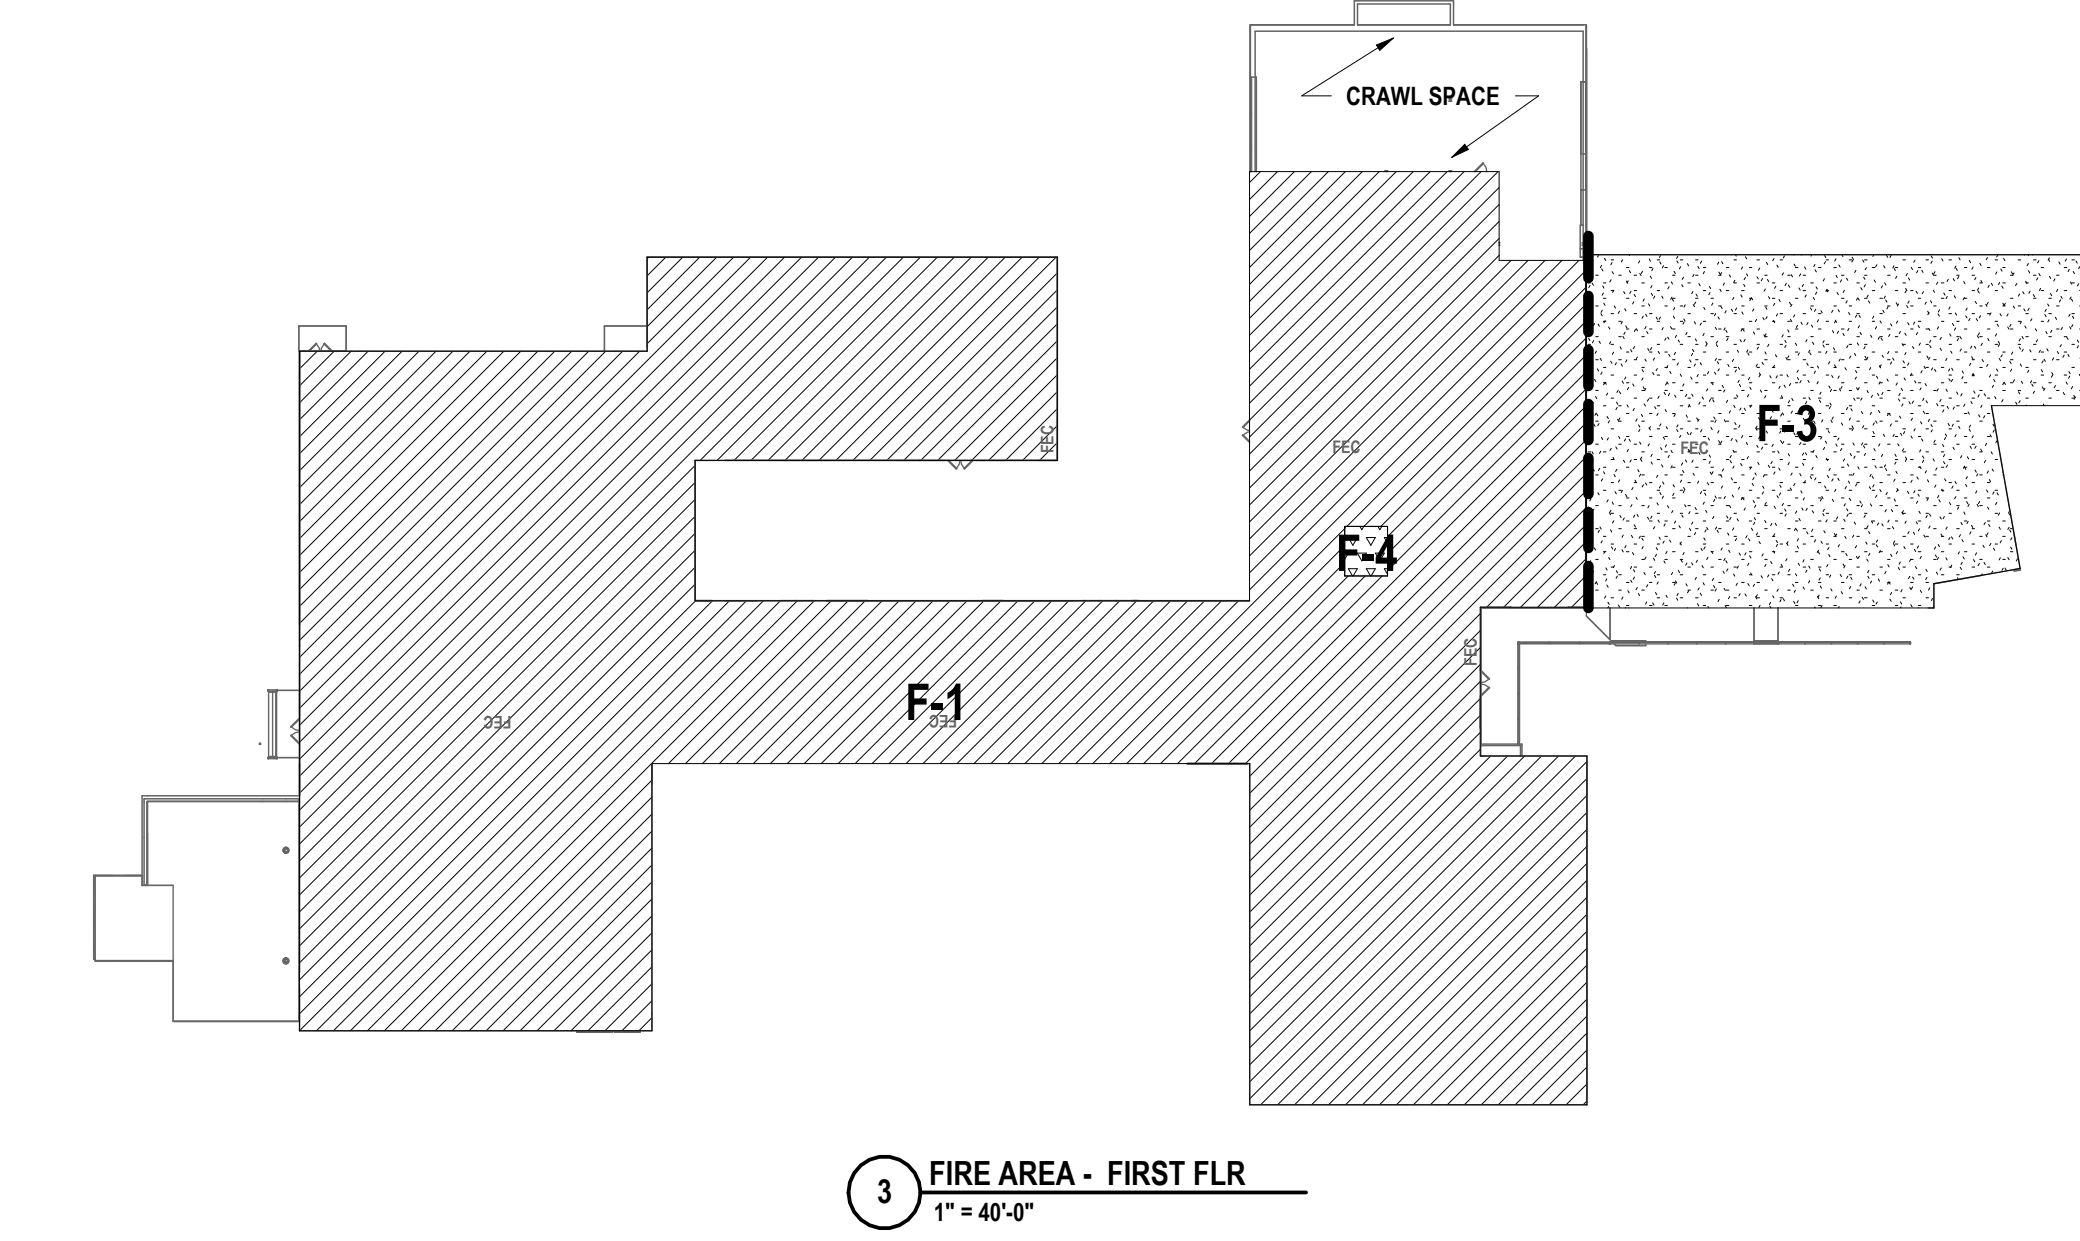 CRAWL SPACE
FEC
FEC
F-3
FEC
F-4
FEC
F-1
FEC
FEC
3
FIRE AREA - FIRST FLR
1" = 40'-0"